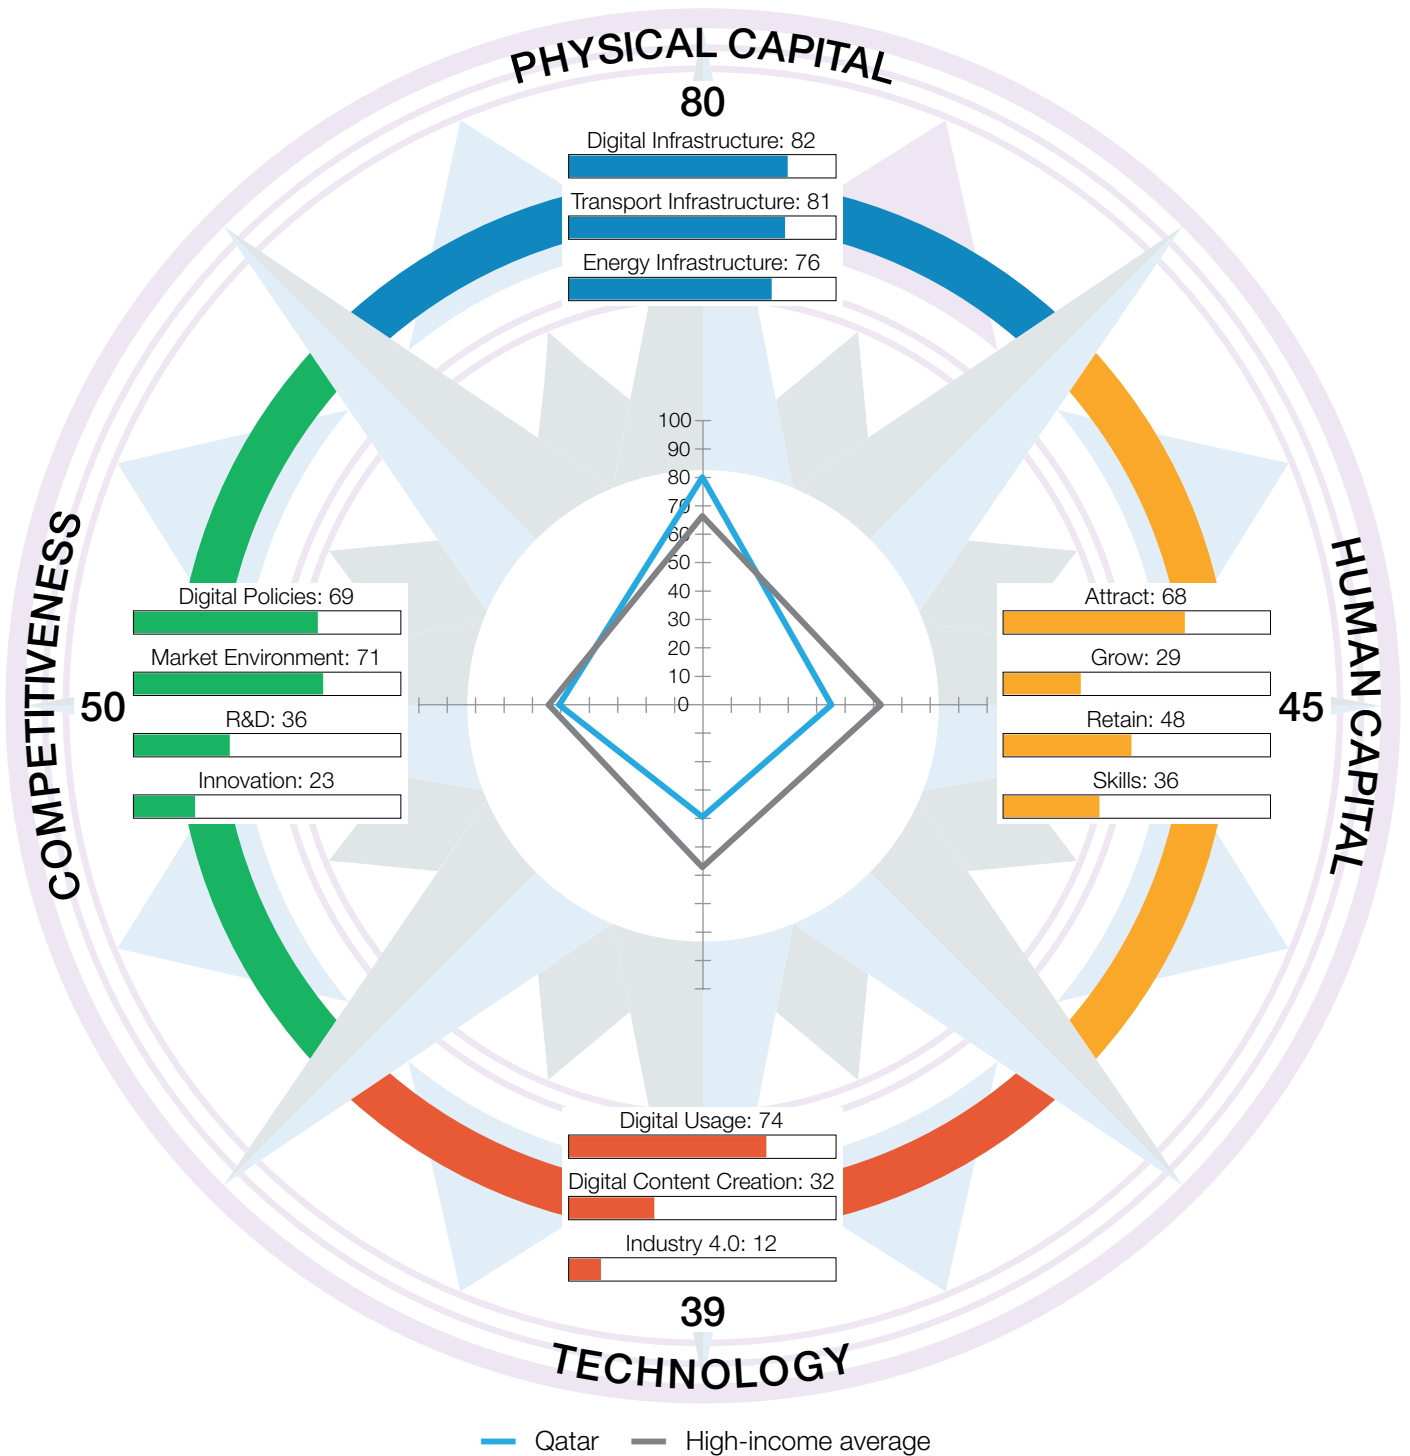 PHYSICAL CAPITAL
80
Digital Infrastructure: 82
Transport Infrastructure: 81
Energy Infrastructure: 76
100
90
80
70
60
50
40
30
20
10
0
COMPETITIVENESS
50
Digital Policies: 69
Market Environment: 71
R&D: 36
Innovation: 23
HUMAN CAPITAL
45
Attract: 68
Grow: 29
Retain: 48
Skills: 36
Digital Usage: 74
Digital Content Creation: 32
Industry 4.0: 12
39
TECHNOLOGY
Qatar
High-income average